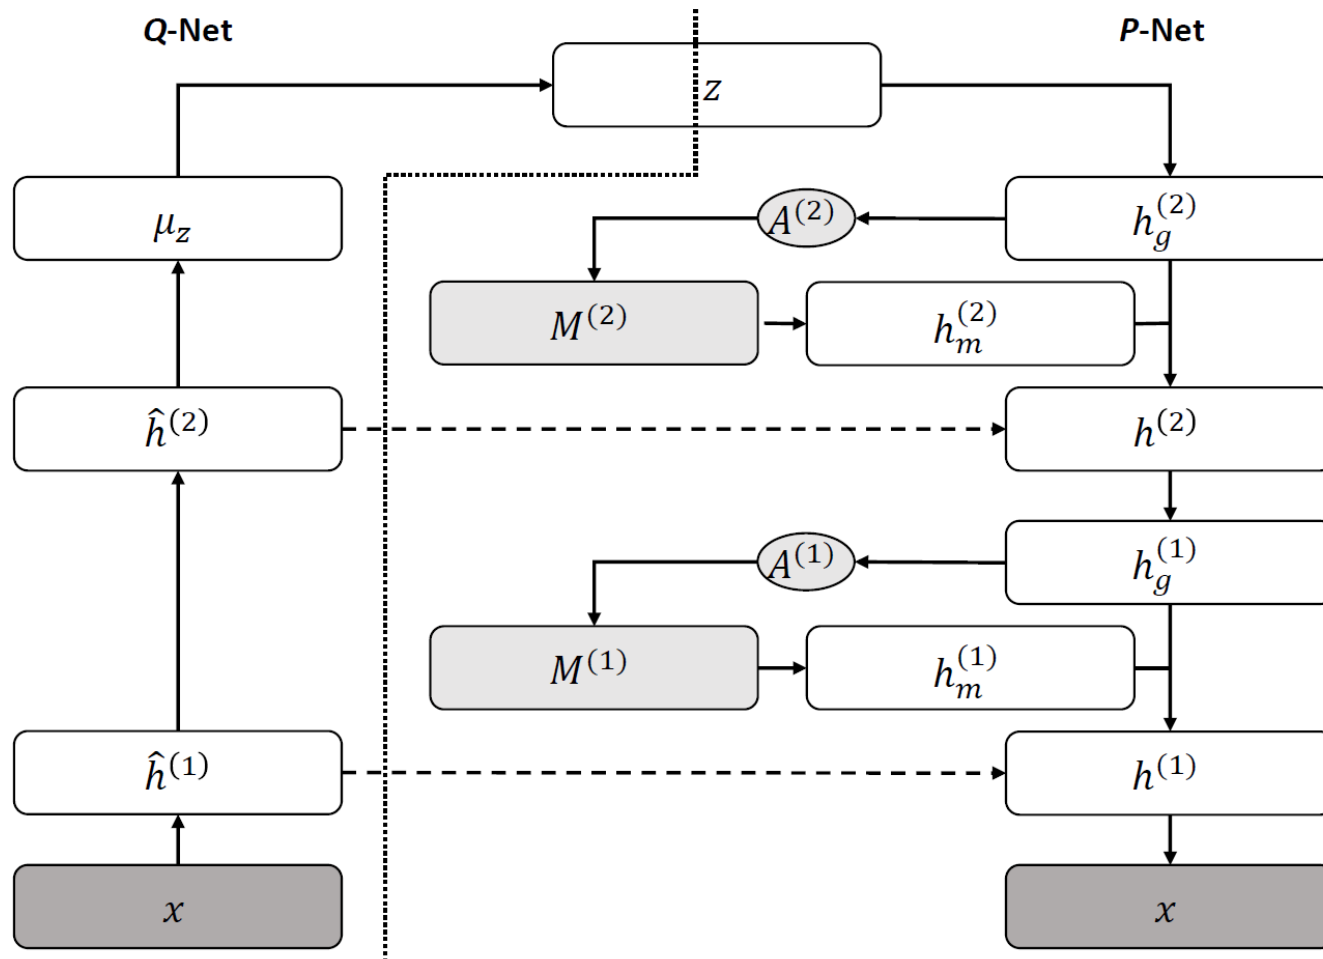 Q-Net
P-Net
z
μ_z
A^(2)
h_g^(2)
M^(2)
h_m^(2)
ĥ^(2)
h^(2)
A^(1)
h_g^(1)
M^(1)
h_m^(1)
ĥ^(1)
h^(1)
x
x